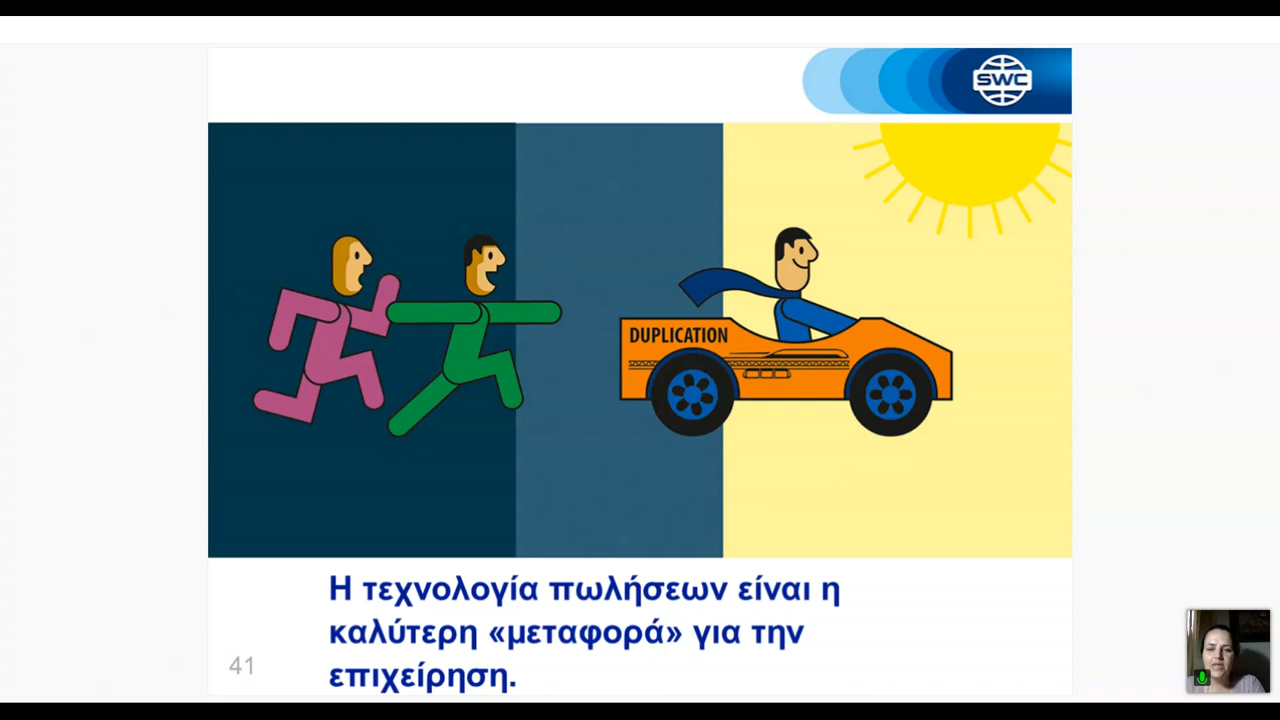 SWC
DUPLICATION
Η τεχνολογία πωλήσεων είναι η
καλύτερη «μεταφορά» για την
επιχείρηση.
41